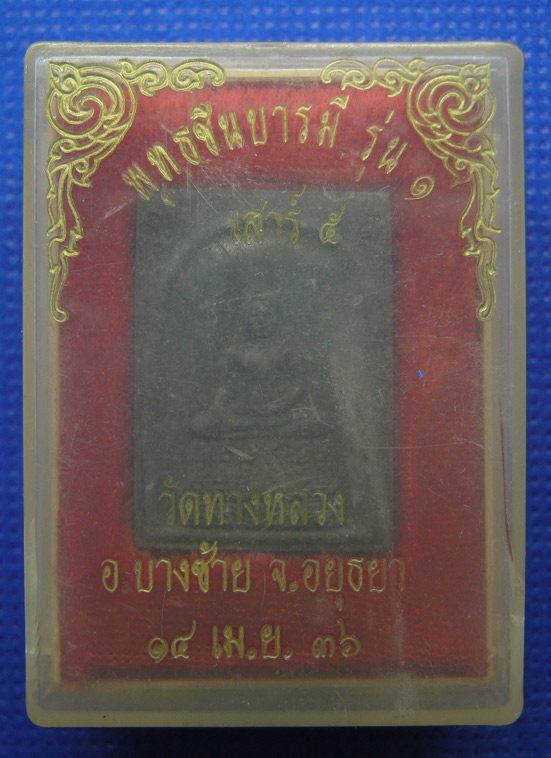 พุทธชินบารมี รุ่น ๑
เสาร์ ๕
วัดทางหลวง
อ.บางซ้าย จ.อยุธยา
๑๔ เม.ย. ๓๖